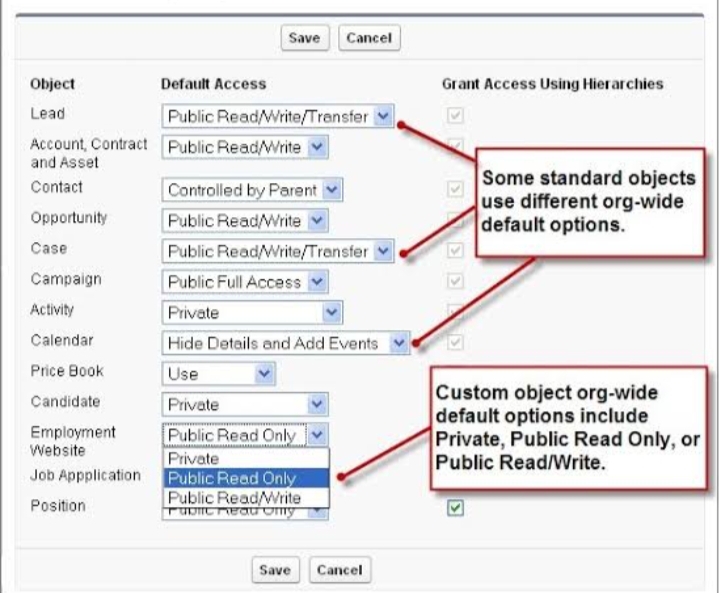 Save Cancel
Object Default Access Grant Access Using Hierarchies
Lead Public Read/Write/Transfer
Account, Contract and Asset Public Read/Write
Contact Controlled by Parent
Opportunity Public Read/Write
Case Public Read/Write/Transfer
Campaign Public Full Access
Activity Private
Calendar Hide Details and Add Events
Price Book Use
Candidate Private
Employment Website Public Read Only
Private
Job Appplication Public Read Only
Public Read/Write
Position Public Read Only
Some standard objects
use different org-wide
default options.
Custom object org-wide
default options include
Private, Public Read Only, or
Public Read/Write.
Save Cancel